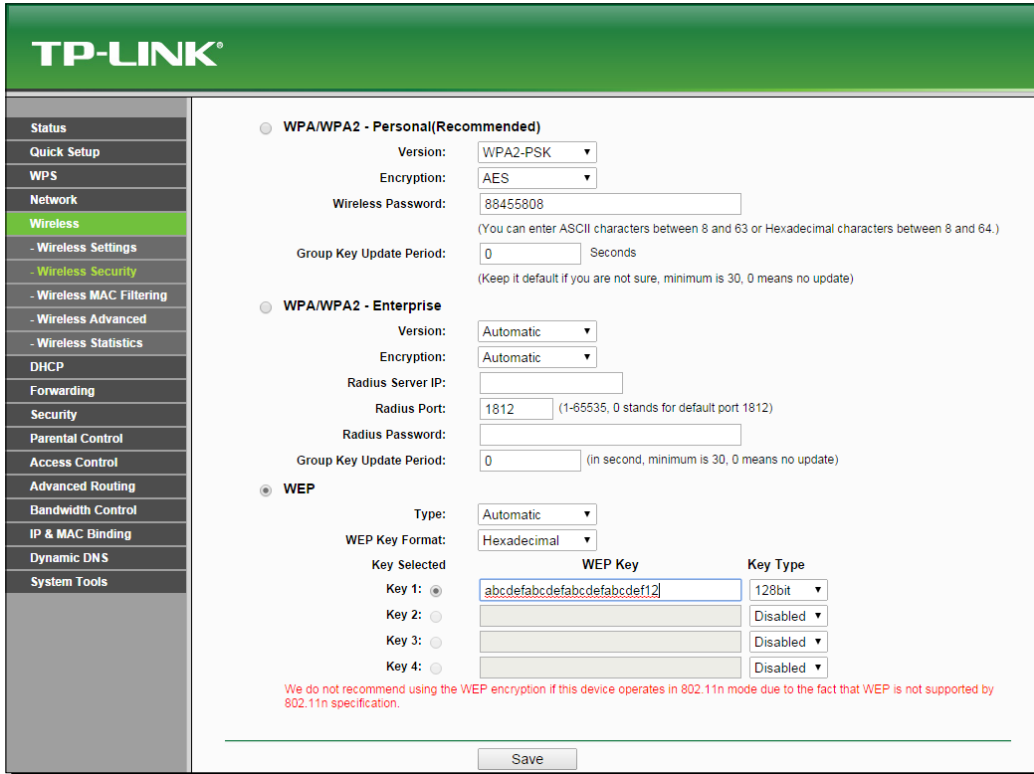 TP-LINK®
Status
Quick Setup
WPS
Network
Wireless
- Wireless Settings
- Wireless Security
- Wireless MAC Filtering
- Wireless Advanced
- Wireless Statistics
DHCP
Forwarding
Security
Parental Control
Access Control
Advanced Routing
Bandwidth Control
IP & MAC Binding
Dynamic DNS
System Tools
WPA/WPA2 - Personal(Recommended)
Version: WPA2-PSK
Encryption: AES
Wireless Password: 88455808
(You can enter ASCII characters between 8 and 63 or Hexadecimal characters between 8 and 64.)
Group Key Update Period: 0 Seconds
(Keep it default if you are not sure, minimum is 30, 0 means no update)
WPA/WPA2 - Enterprise
Version: Automatic
Encryption: Automatic
Radius Server IP:
Radius Port: 1812 (1-65535, 0 stands for default port 1812)
Radius Password:
Group Key Update Period: 0 (in second, minimum is 30, 0 means no update)
WEP
Type: Automatic
WEP Key Format: Hexadecimal
Key Selected WEP Key Key Type
Key 1: abcdefabcdefabcdefabcdef12 128bit
Key 2: Disabled
Key 3: Disabled
Key 4: Disabled
We do not recommend using the WEP encryption if this device operates in 802.11n mode due to the fact that WEP is not supported by
802.11n specification.
Save